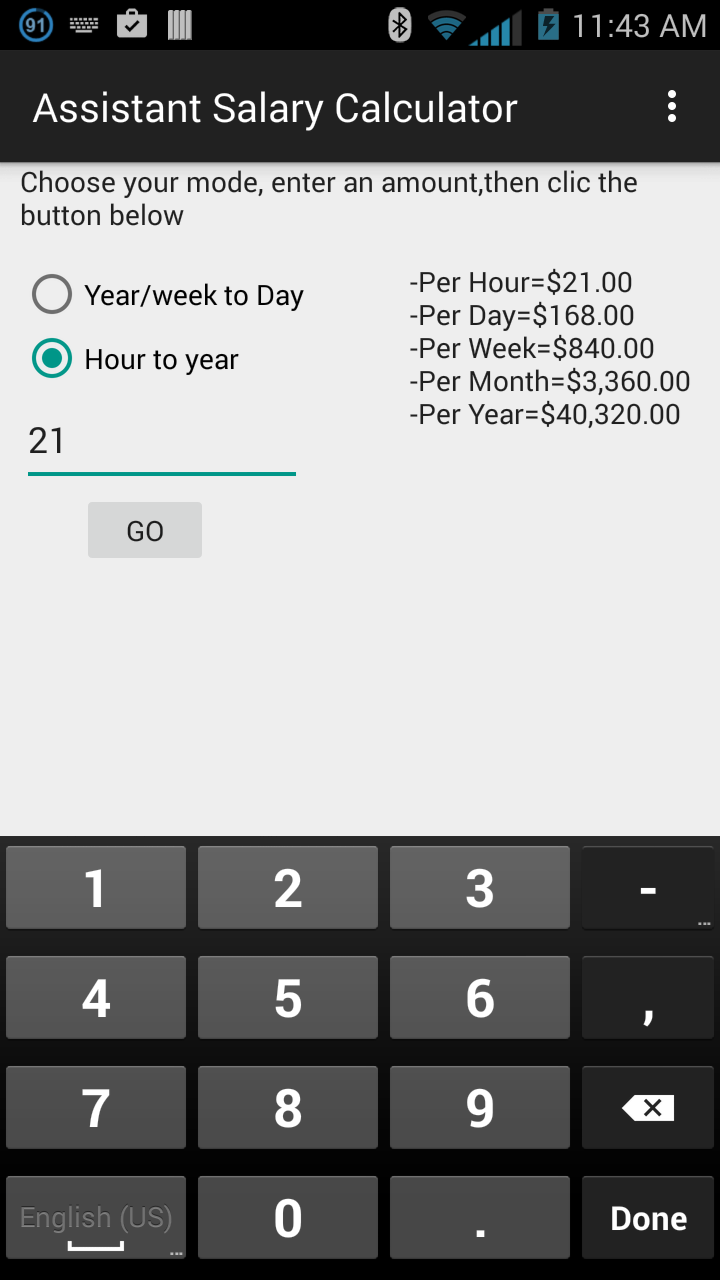 91
11:43 AM
Assistant Salary Calculator
Choose your mode, enter an amount,then clic the
button below
Year/week to Day
Hour to year
21
GO
-Per Hour=$21.00
-Per Day=$168.00
-Per Week=$840.00
-Per Month=$3,360.00
-Per Year=$40,320.00
1 2 3 -
...
4 5 6 ,
7 8 9
English (US) 0 . Done
...